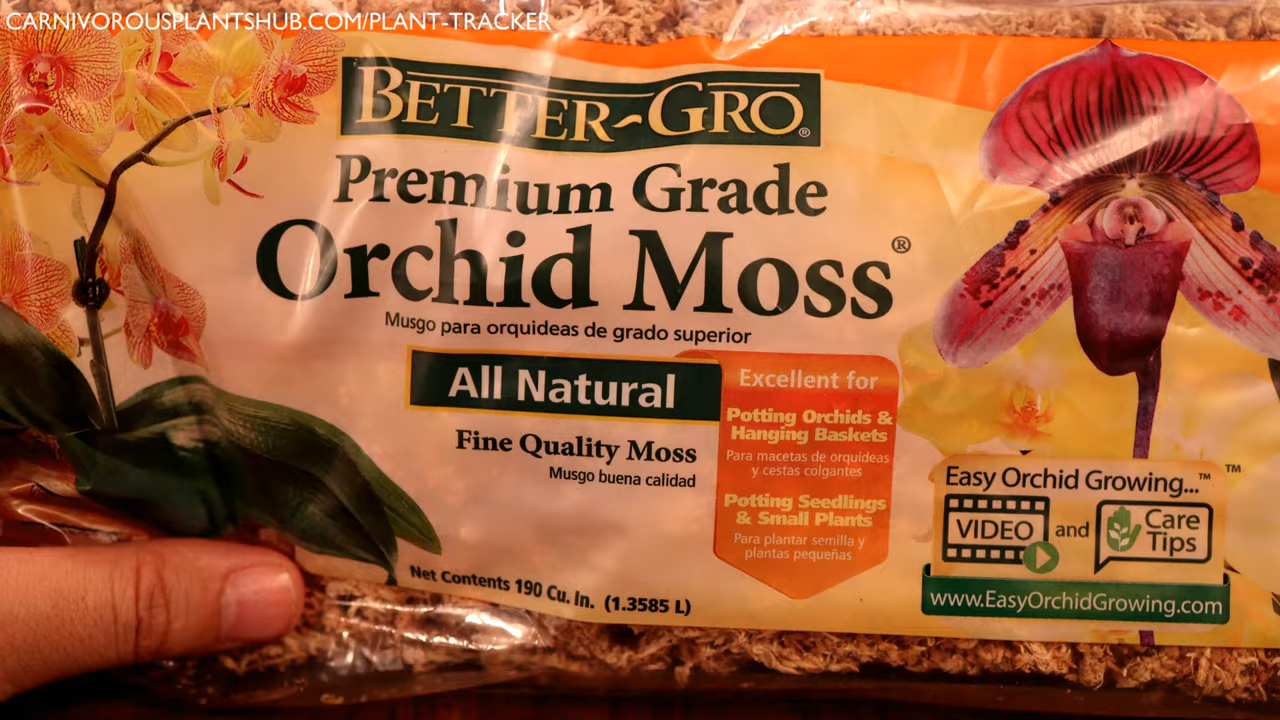 CARNIVOROUSPLANTSHUB.COM/PLANT-TRACKER
BETTER-GRO®
Premium Grade
Orchid Moss®
Musgo para orquideas de grado superior
All Natural
Fine Quality Moss
Musgo buena calidad
Excellent for
Potting Orchids &
Hanging Baskets
Para macetas de orquídeas
y cestas colgantes
Potting Seedlings
& Small Plants
Para plantar semilla y
plantas pequeñas
Net Contents 190 Cu. In. (1.3585 L)
Easy Orchid Growing...™
VIDEO
and
Care
Tips
™
www.EasyOrchidGrowing.com